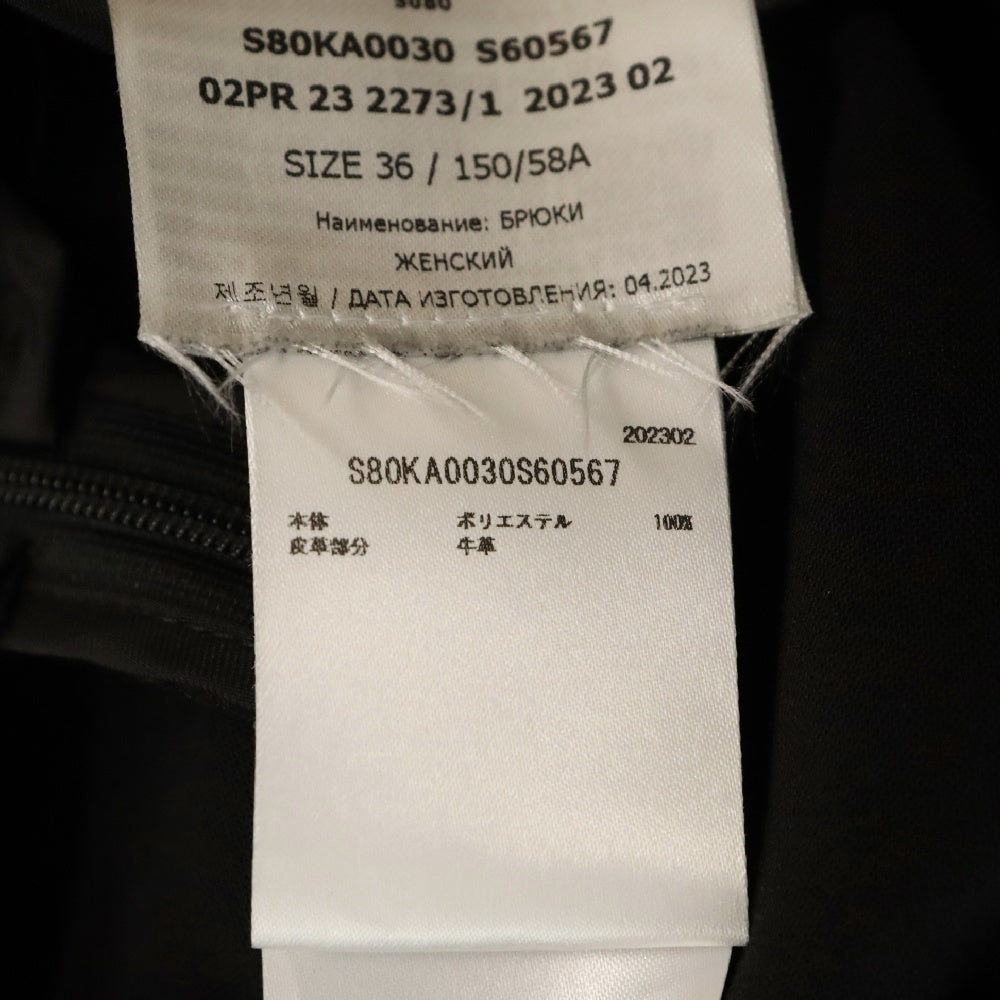 S80KA0030 S60567
02PR 23 2273/1 2023 02
SIZE 36 / 150/58A
Наименование: БРЮКИ
ЖЕНСКИЙ
제조년월 / ДАТА ИЗГОТОВЛЕНИЯ: 04.2023
202302
S80KA0030S60567
本体 ポリエステル 100%
皮革部分 牛革